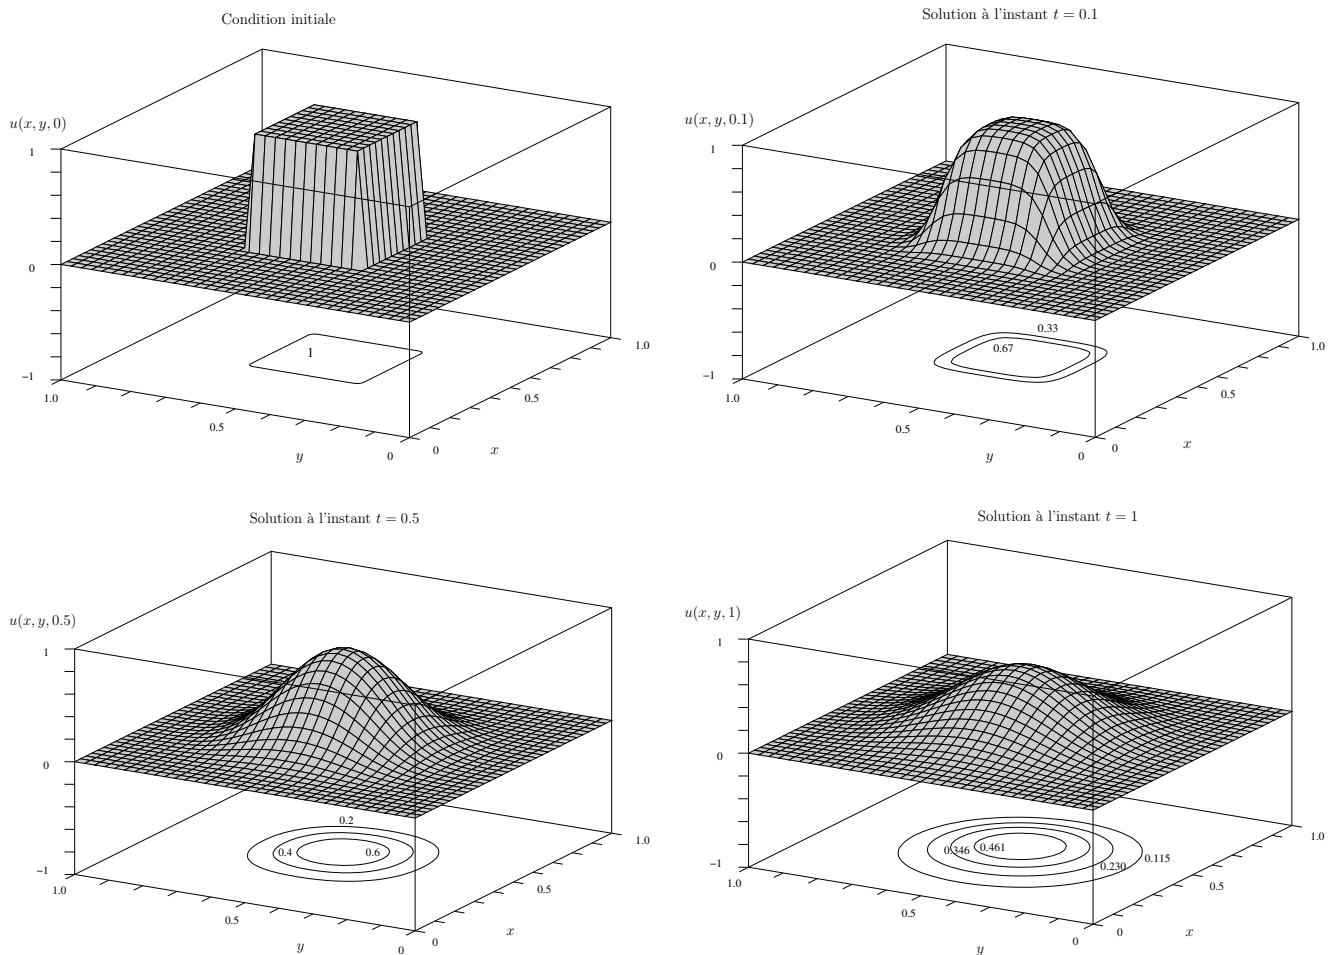 Condition initiale
u(x, y, 0)
1
0
−1
1
1.0
0.5
0
y
0
0.5
1.0
x
Solution à l'instant t = 0.1
u(x, y, 0.1)
1
0
−1
0.33
0.67
1.0
0.5
0
y
0
0.5
1.0
x
Solution à l'instant t = 0.5
u(x, y, 0.5)
1
0
−1
0.2
0.4
0.6
1.0
0.5
0
y
0
0.5
1.0
x
Solution à l'instant t = 1
u(x, y, 1)
1
0
−1
0.346
0.461
0.230
0.115
1.0
0.5
0
y
0
0.5
1.0
x